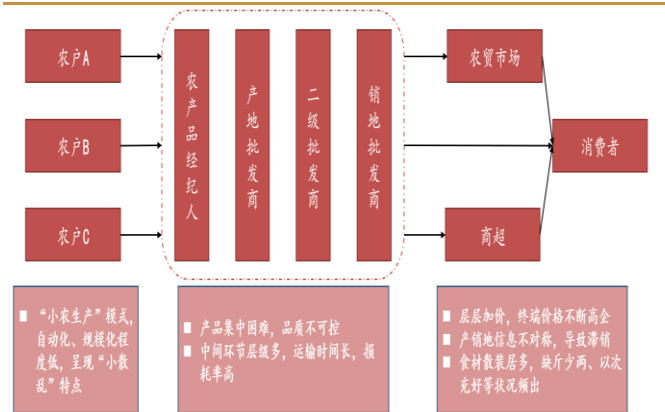 农户A
农户B
农户C
农产品经纪人
产地批发商
二级批发商
销地批发商
农贸市场
商超
消费者
■ “小农生产”模式,
自动化、规模化程
度低，呈现“小散
乱”特点
■ 产品集中困难，品质不可控
■ 中间环节层级多，运输时间长，损
耗率高
■ 层层加价，终端价格不断高企
■ 产销地信息不对称，导致滞销
■ 食材散装居多，缺斤少两、以次
充好等状况频出